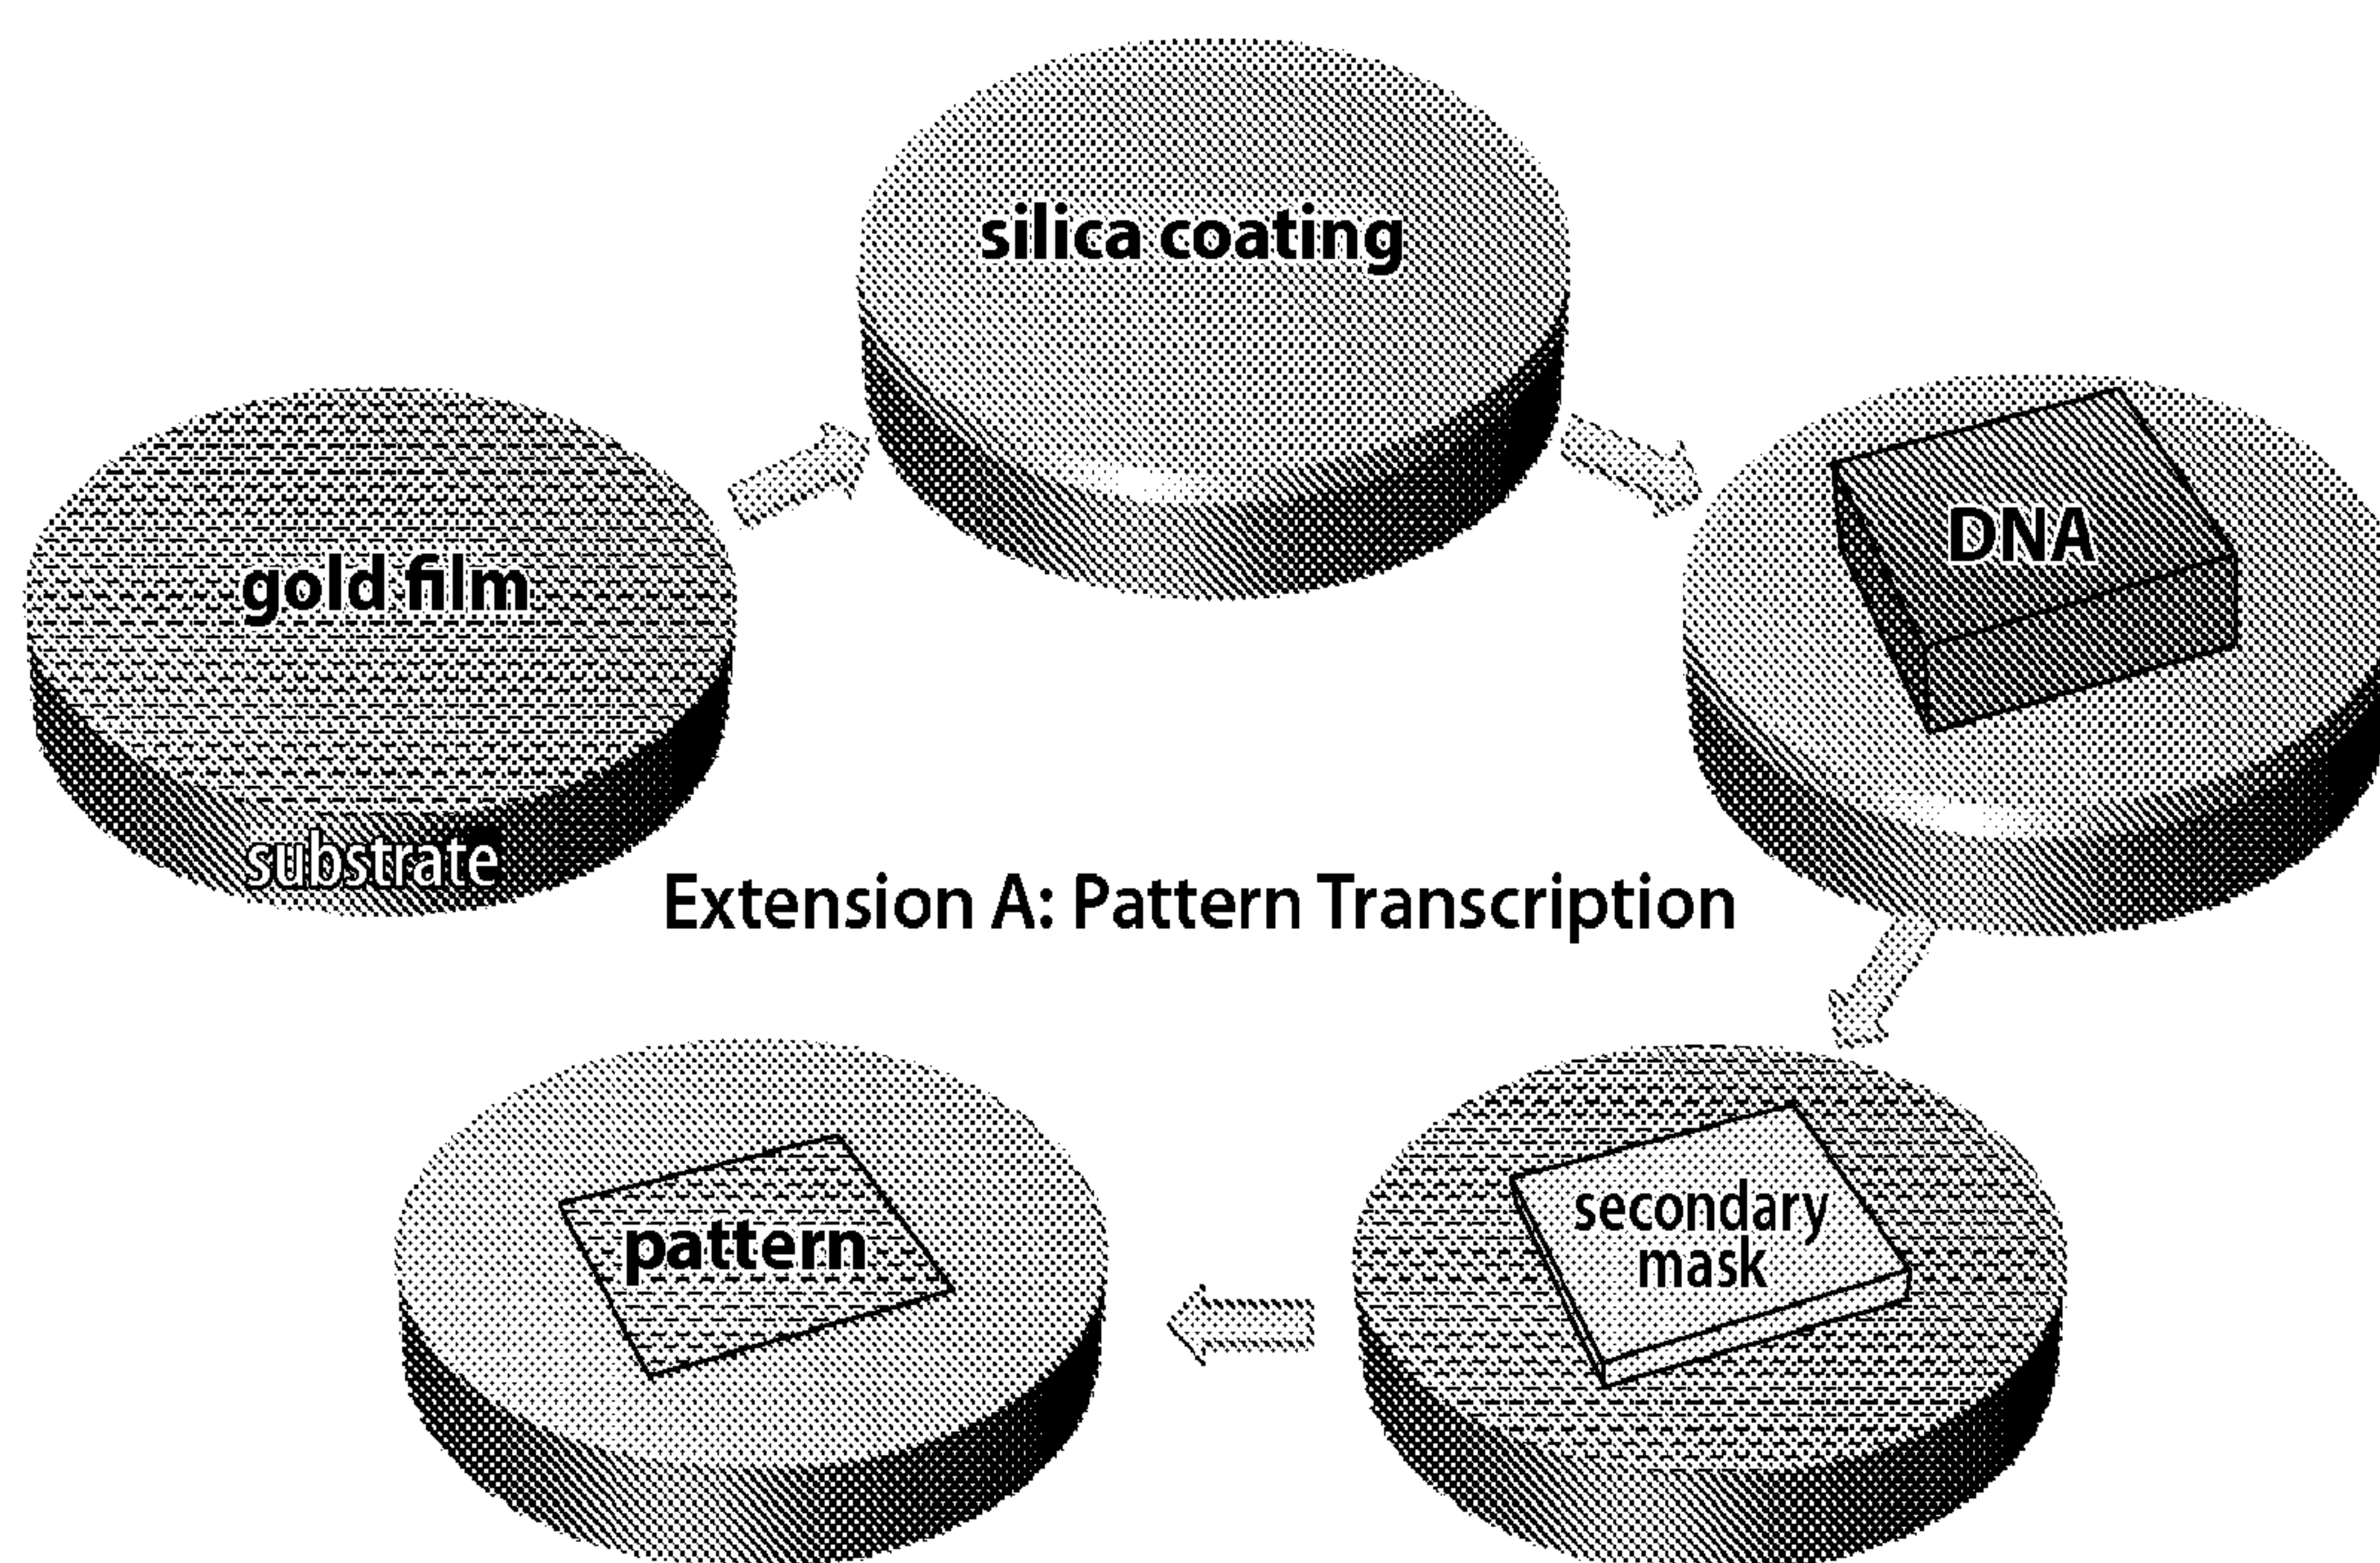 silica coating
gold film
DNA
substrate
Extension A: Pattern Transcription
pattern
secondary
mask